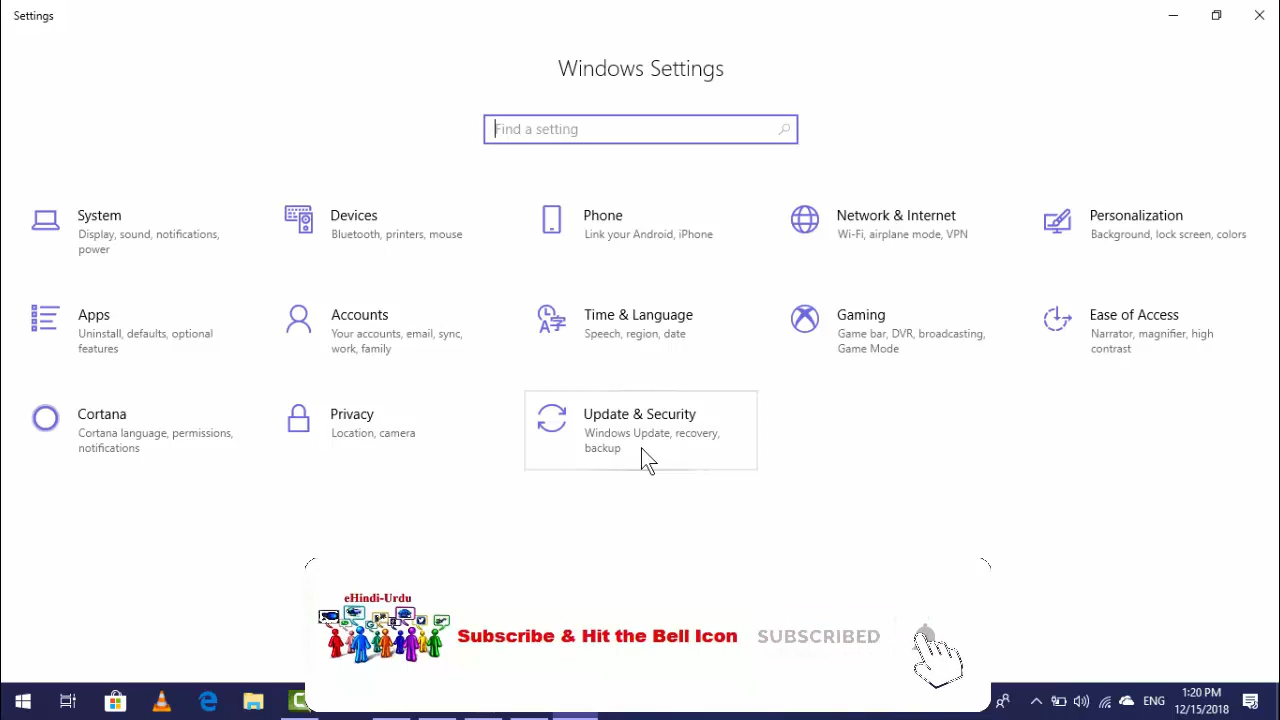 Settings
Windows Settings
Find a setting
System
Display, sound, notifications,
power
Devices
Bluetooth, printers, mouse
Phone
Link your Android, iPhone
Network & Internet
Wi-Fi, airplane mode, VPN
Personalization
Background, lock screen, colors
Apps
Uninstall, defaults, optional
features
Accounts
Your accounts, email, sync,
work, family
Time & Language
Speech, region, date
Gaming
Game bar, DVR, broadcasting,
Game Mode
Ease of Access
Narrator, magnifier, high
contrast
Cortana
Cortana language, permissions,
notifications
Privacy
Location, camera
Update & Security
Windows Update, recovery,
backup
eHindi-Urdu
Subscribe & Hit the Bell Icon
SUBSCRIBED
ENG
1:20 PM
12/15/2018